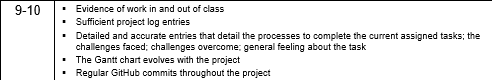 9-10
▪ Evidence of work in and out of class
▪ Sufficient project log entries
▪ Detailed and accurate entries that detail the processes to complete the current assigned tasks; the
challenges faced; challenges overcome; general feeling about the task
▪ The Gantt chart evolves with the project
▪ Regular GitHub commits throughout the project